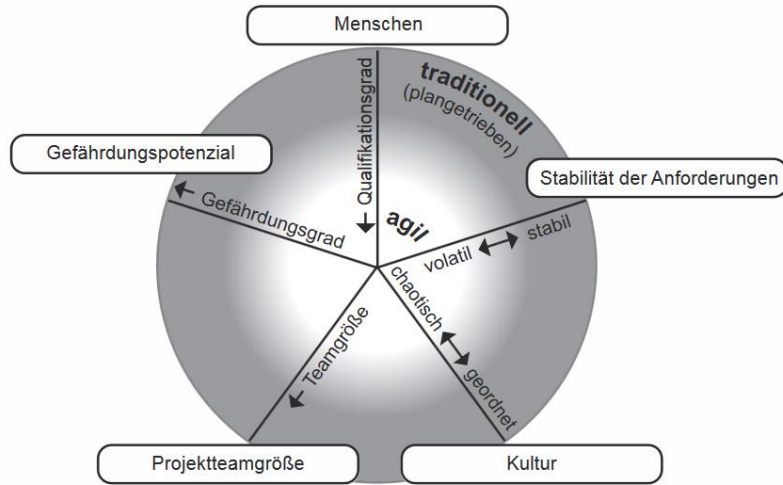 Menschen
traditionell
(plangetrieben)
Qualifikationsgrad
Gefährdungspotenzial
Stabilität der Anforderungen
Gefährdungsgrad
agil
volatil
stabil
chaotisch
geordnet
Teamgröße
Projektteamgröße
Kultur